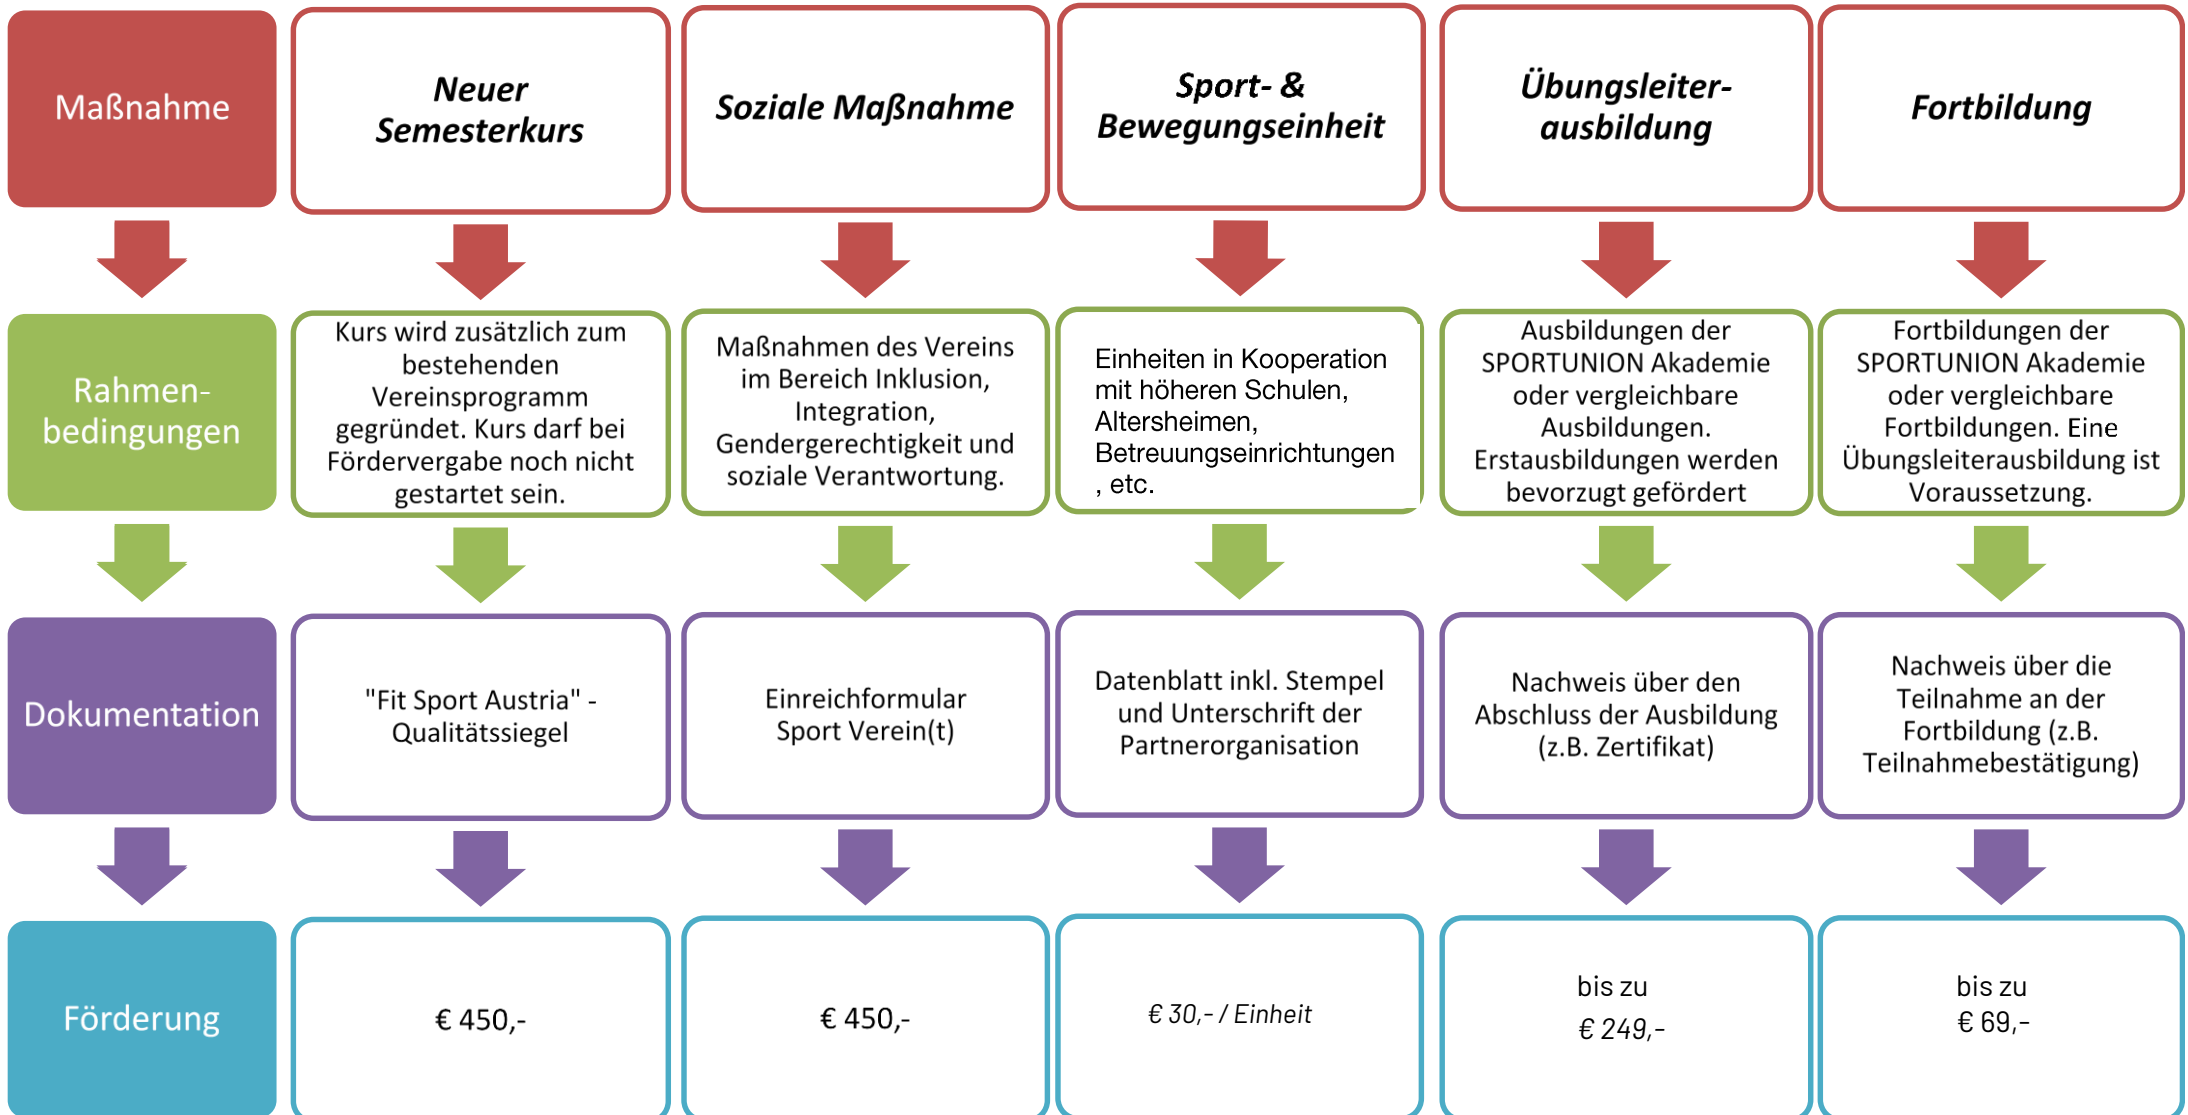 Maßnahme
Neuer
Semesterkurs
Soziale Maßnahme
Sport- &
Bewegungseinheit
Übungsleiter-
ausbildung
Fortbildung
Rahmen-
bedingungen
Kurs wird zusätzlich zum
bestehenden
Vereinsprogramm
gegründet. Kurs darf bei
Fördervergabe noch nicht
gestartet sein.
Maßnahmen des Vereins
im Bereich Inklusion,
Integration,
Gendergerechtigkeit und
soziale Verantwortung.
Einheiten in Kooperation
mit höheren Schulen,
Altersheimen,
Betreuungseinrichtungen
, etc.
Ausbildungen der
SPORTUNION Akademie
oder vergleichbare
Ausbildungen.
Erstausbildungen werden
bevorzugt gefördert
Fortbildungen der
SPORTUNION Akademie
oder vergleichbare
Fortbildungen. Eine
Übungsleiterausbildung ist
Voraussetzung.
Dokumentation
"Fit Sport Austria" -
Qualitätssiegel
Einreichformular
Sport Verein(t)
Datenblatt inkl. Stempel
und Unterschrift der
Partnerorganisation
Nachweis über den
Abschluss der Ausbildung
(z.B. Zertifikat)
Nachweis über die
Teilnahme an der
Fortbildung (z.B.
Teilnahmebestätigung)
Förderung
€ 450,-
€ 450,-
€ 30,- / Einheit
bis zu
€ 249,-
bis zu
€ 69,-